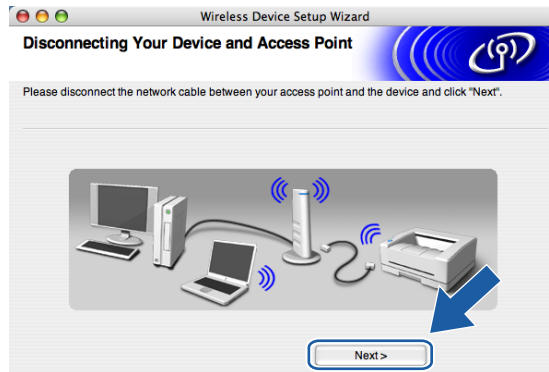 Wireless Device Setup Wizard
Disconnecting Your Device and Access Point
Please disconnect the network cable between your access point and the device and click "Next".
Next >